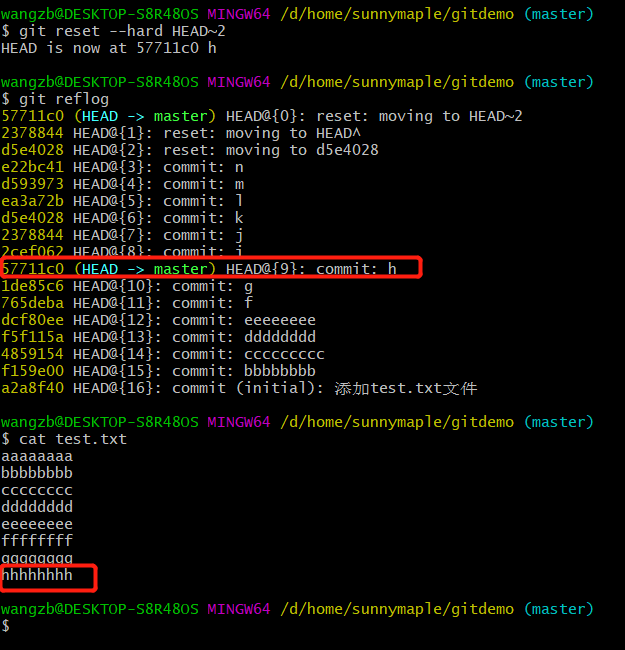 wangzb@DESKTOP-S8R48OS MINGW64 /d/home/sunnymaple/gitdemo (master)
$ git reset --hard HEAD~2
HEAD is now at 57711c0 h
wangzb@DESKTOP-S8R48OS MINGW64 /d/home/sunnymaple/gitdemo (master)
$ git reflog
57711c0 (HEAD -> master) HEAD@{0}: reset: moving to HEAD~2
2378844 HEAD@{1}: reset: moving to HEAD^
d5e4028 HEAD@{2}: reset: moving to d5e4028
e22bc41 HEAD@{3}: commit: n
d593973 HEAD@{4}: commit: m
ea3a72b HEAD@{5}: commit: l
d5e4028 HEAD@{6}: commit: k
2378844 HEAD@{7}: commit: j
2cef062 HEAD@{8}: commit: i
57711c0 (HEAD -> master) HEAD@{9}: commit: h
1de85c6 HEAD@{10}: commit: g
765deba HEAD@{11}: commit: f
dcf80ee HEAD@{12}: commit: eeeeeeee
f5f115a HEAD@{13}: commit: dddddddd
4859154 HEAD@{14}: commit: ccccccccc
f159e00 HEAD@{15}: commit: bbbbbbbb
a2a8f40 HEAD@{16}: commit (initial): 添加test.txt文件
wangzb@DESKTOP-S8R48OS MINGW64 /d/home/sunnymaple/gitdemo (master)
$ cat test.txt
aaaaaaaa
bbbbbbbb
cccccccc
dddddddd
eeeeeeee
ffffffff
gggggggg
hhhhhhhh
wangzb@DESKTOP-S8R48OS MINGW64 /d/home/sunnymaple/gitdemo (master)
$